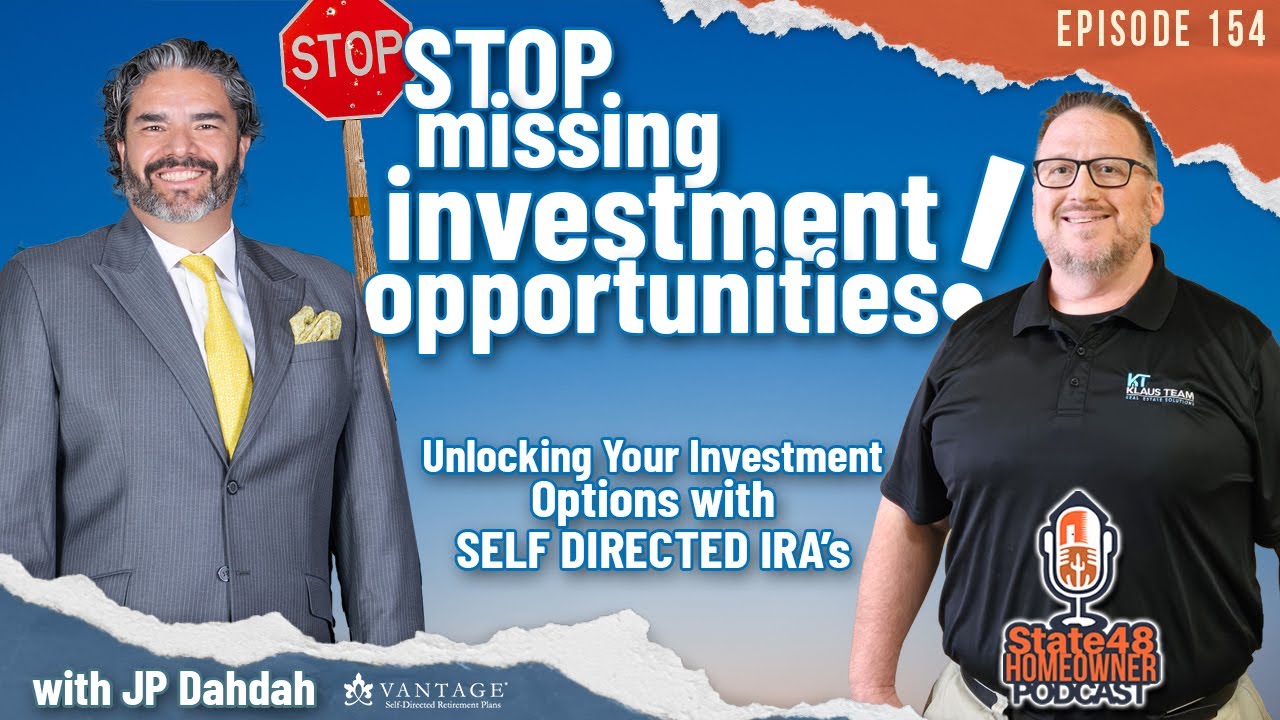 EPISODE 154
STOP
STOP
missing
investment
opportunities!
KT
KLAUS TEAM
REAL ESTATE SOLUTIONS
Unlocking Your Investment
Options with
SELF DIRECTED IRA's
State48
HOMEOWNER
PODCAST
with JP Dahdah
VANTAGE®
Self-Directed Retirement Plans